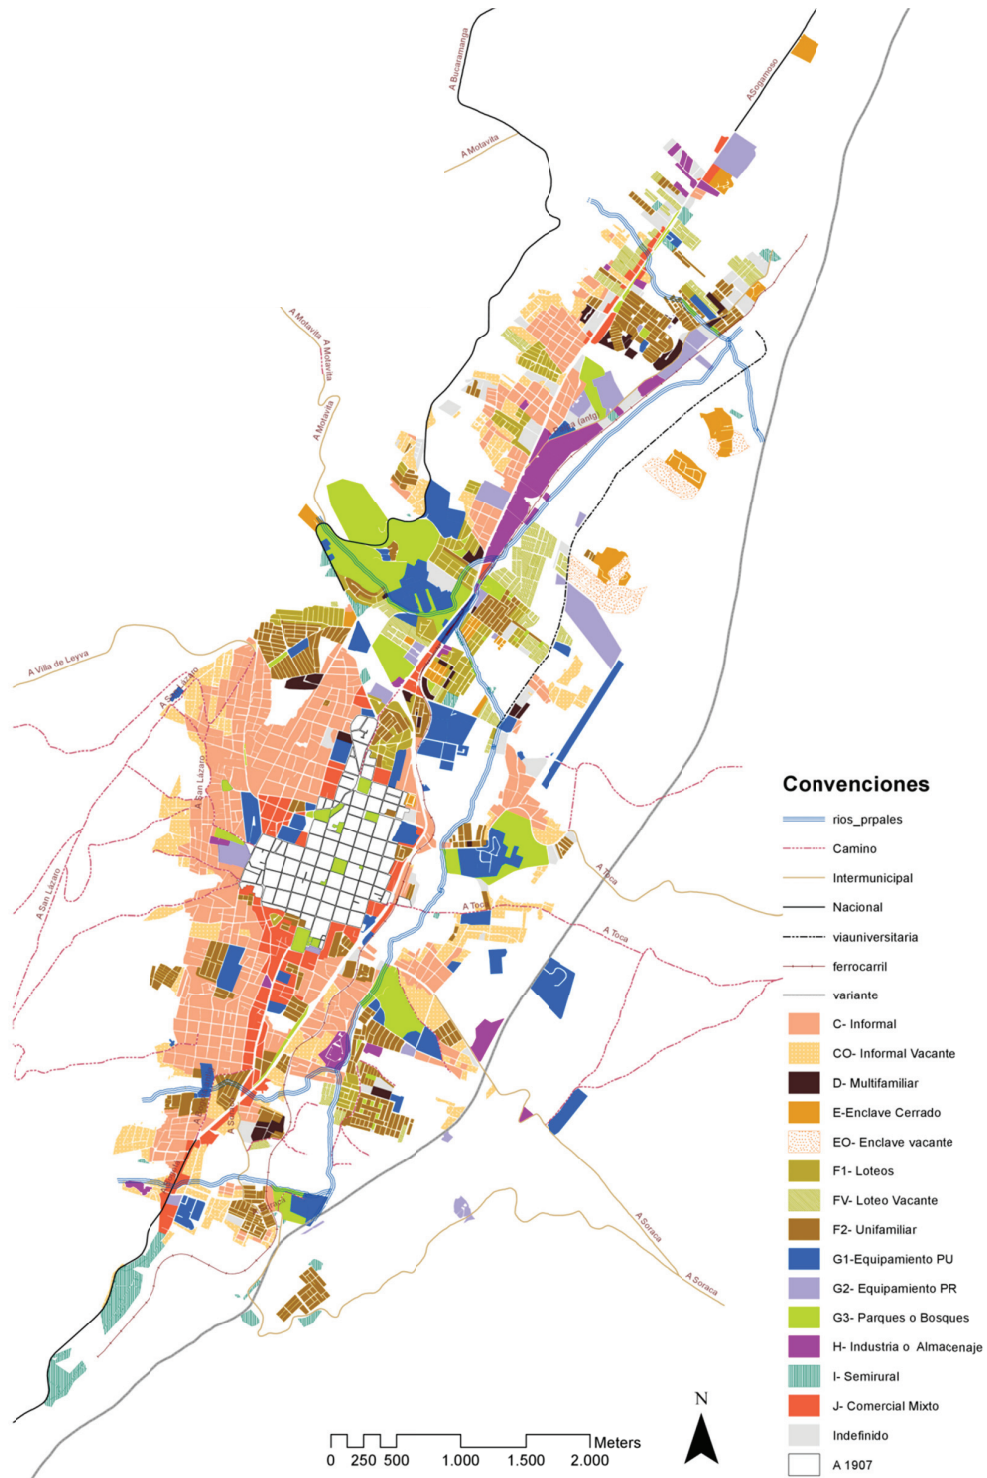 A Bucaramanga
A Sogamoso
A Motavita
A Motavita
A Motavita
A Motavita
(antg)
A Villa de Leyva
A San Lázaro
A San Lázaro
A San Lázaro
A Toca
A Toca
A Toca
A Soraca
A Soraca
Convenciones
rios_prpales
Camino
Intermunicipal
Nacional
viauniversitaria
ferrocarril
variante
C- Informal
CO- Informal Vacante
D- Multifamiliar
E-Enclave Cerrado
EO- Enclave vacante
F1- Loteos
FV- Loteo Vacante
F2- Unifamiliar
G1-Equipamiento PU
G2- Equipamiento PR
G3- Parques o Bosques
H- Industria o Almacenaje
I- Semirural
J- Comercial Mixto
Indefinido
A 1907
N
Meters
0 250 500 1.000 1.500 2.000